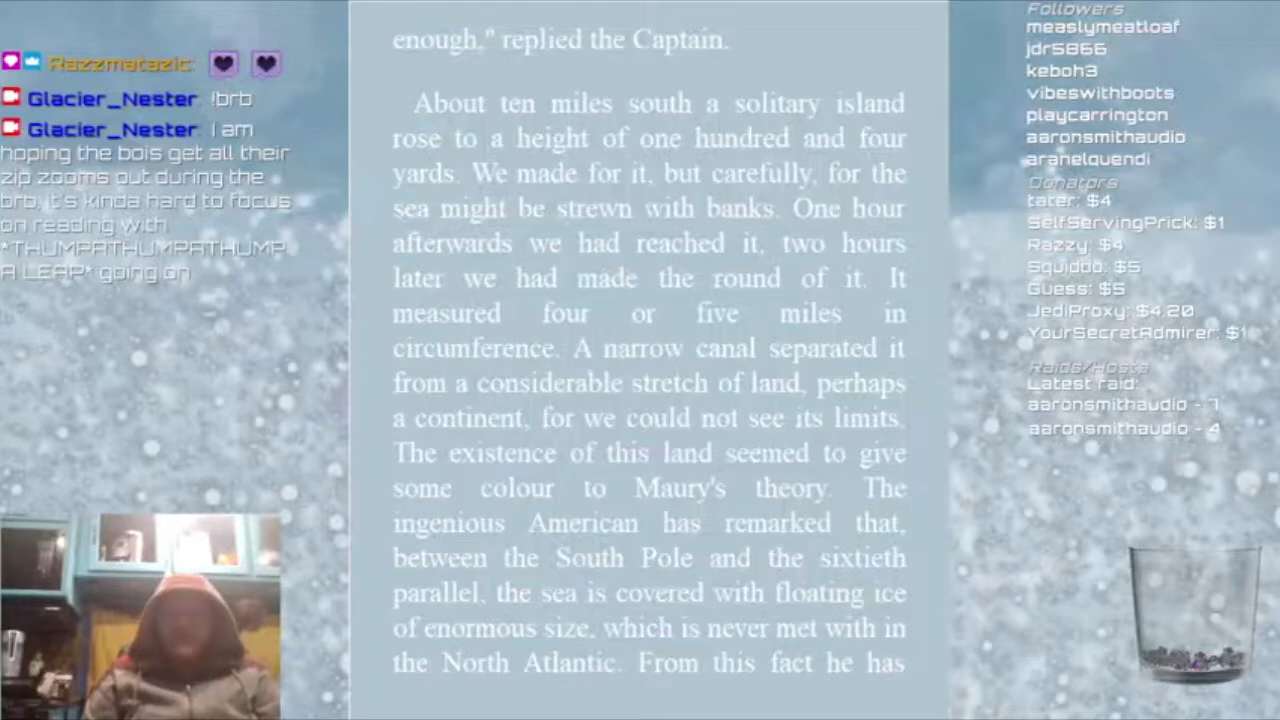 Razzmatazic:
Glacier_Nester: !brb
Glacier_Nester: I am
hoping the bois get all their
zip zooms out during the
brb, it's kinda hard to focus
on reading with
*THUMPATHUMPATHUMP
A LEAP* going on
enough," replied the Captain.
About ten miles south a solitary island
rose to a height of one hundred and four
yards. We made for it, but carefully, for the
sea might be strewn with banks. One hour
afterwards we had reached it, two hours
later we had made the round of it. It
measured four or five miles in
circumference. A narrow canal separated it
from a considerable stretch of land, perhaps
a continent, for we could not see its limits.
The existence of this land seemed to give
some colour to Maury's theory. The
ingenious American has remarked that,
between the South Pole and the sixtieth
parallel, the sea is covered with floating ice
of enormous size, which is never met with in
the North Atlantic. From this fact he has
Followers
measlymeatloaf
jdr5866
keboh3
vibeswithboots
playcarrington
aaronsmithaudio
aranelquendi
Donators
tater: $4
SelfServingPrick: $1
Razzy: $4
Squidoo: $5
Guess: $5
JediProxy: $4.20
YourSecretAdmirer: $1
Raids/Hosts
Latest raid:
aaronsmithaudio - 7
aaronsmithaudio - 4